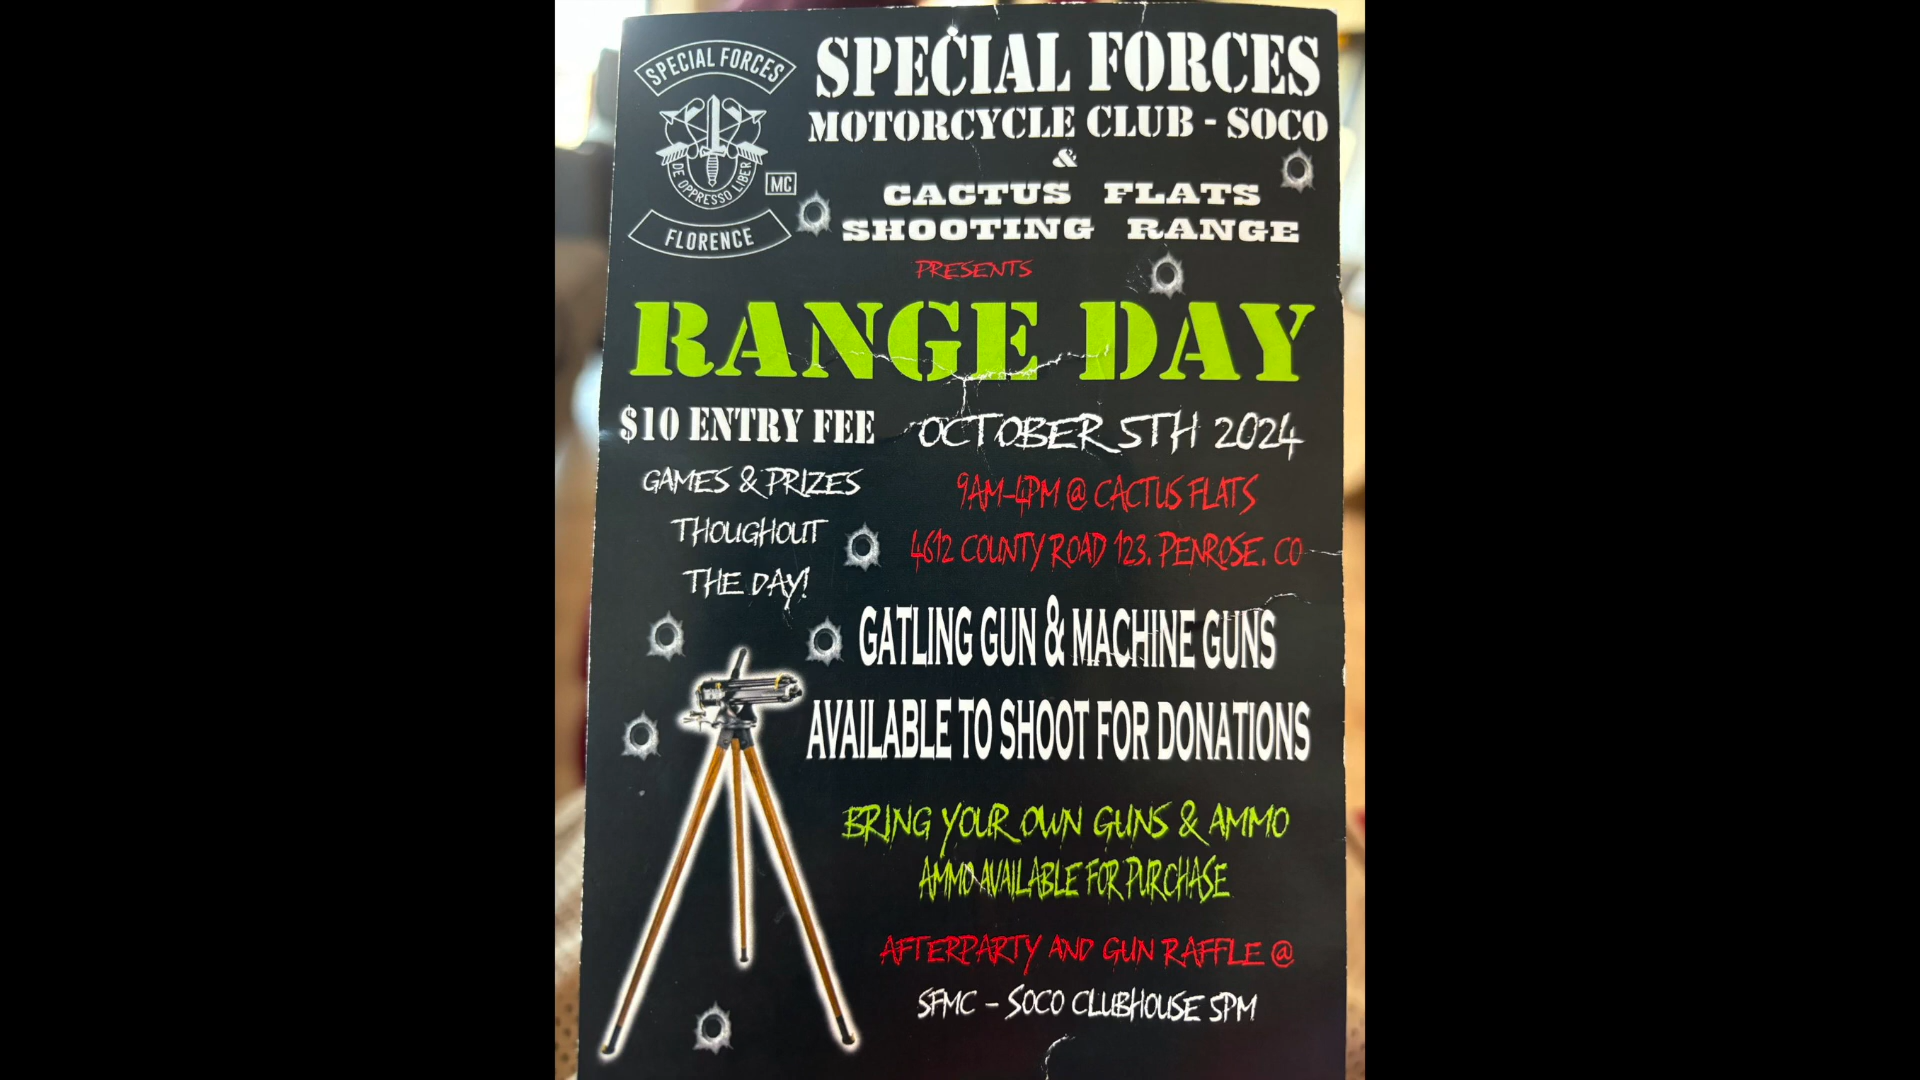 SPECIAL FORCES
DE OPPRESSO LIBER
MC
FLORENCE
SPECIAL FORCES
MOTORCYCLE CLUB - SOCO
&
CACTUS FLATS
SHOOTING RANGE
PRESENTS
RANGE DAY
$10 ENTRY FEE
OCTOBER 5TH 2024
GAMES & PRIZES
THOUGHOUT
THE DAY!
9AM-4PM @ CACTUS FLATS
4612 COUNTY ROAD 123. PENROSE. CO
GATLING GUN & MACHINE GUNS
AVAILABLE TO SHOOT FOR DONATIONS
BRING YOUR OWN GUNS & AMMO
AMMO AVAILABLE FOR PURCHASE
AFTERPARTY AND GUN RAFFLE @
SFMC - SOCO CLUBHOUSE 5PM